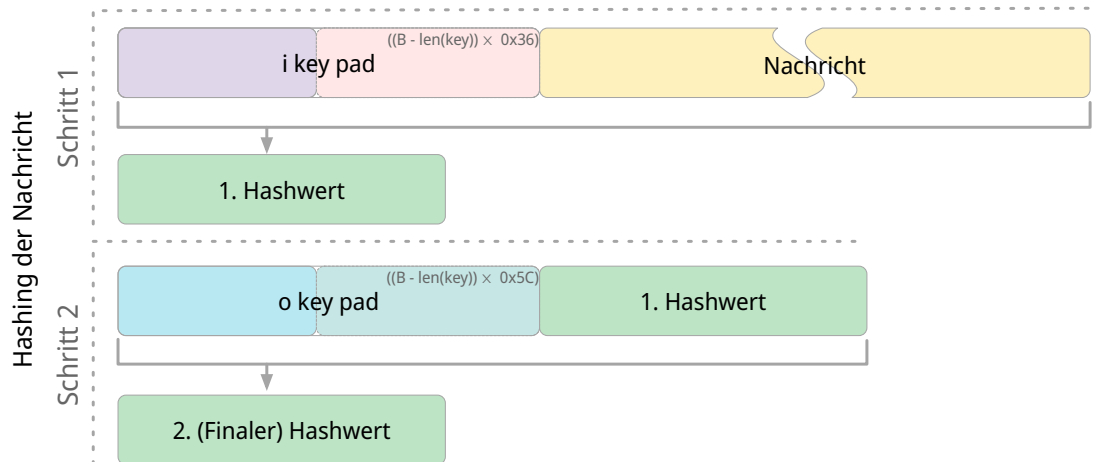 Hashing der Nachricht
Schritt 1
((B - len(key)) × 0x36)
i key pad
Nachricht
1. Hashwert
Schritt 2
((B - len(key)) × 0x5C)
o key pad
1. Hashwert
2. (Finaler) Hashwert